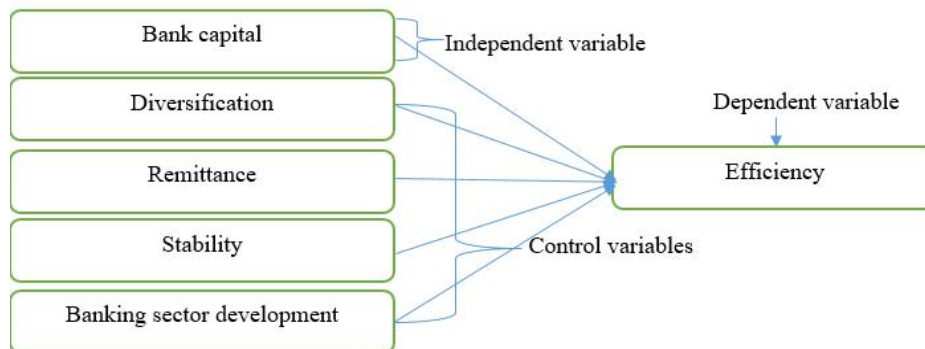 Bank capital
Independent variable
Diversification
Dependent variable
Remittance
Efficiency
Stability
Control variables
Banking sector development